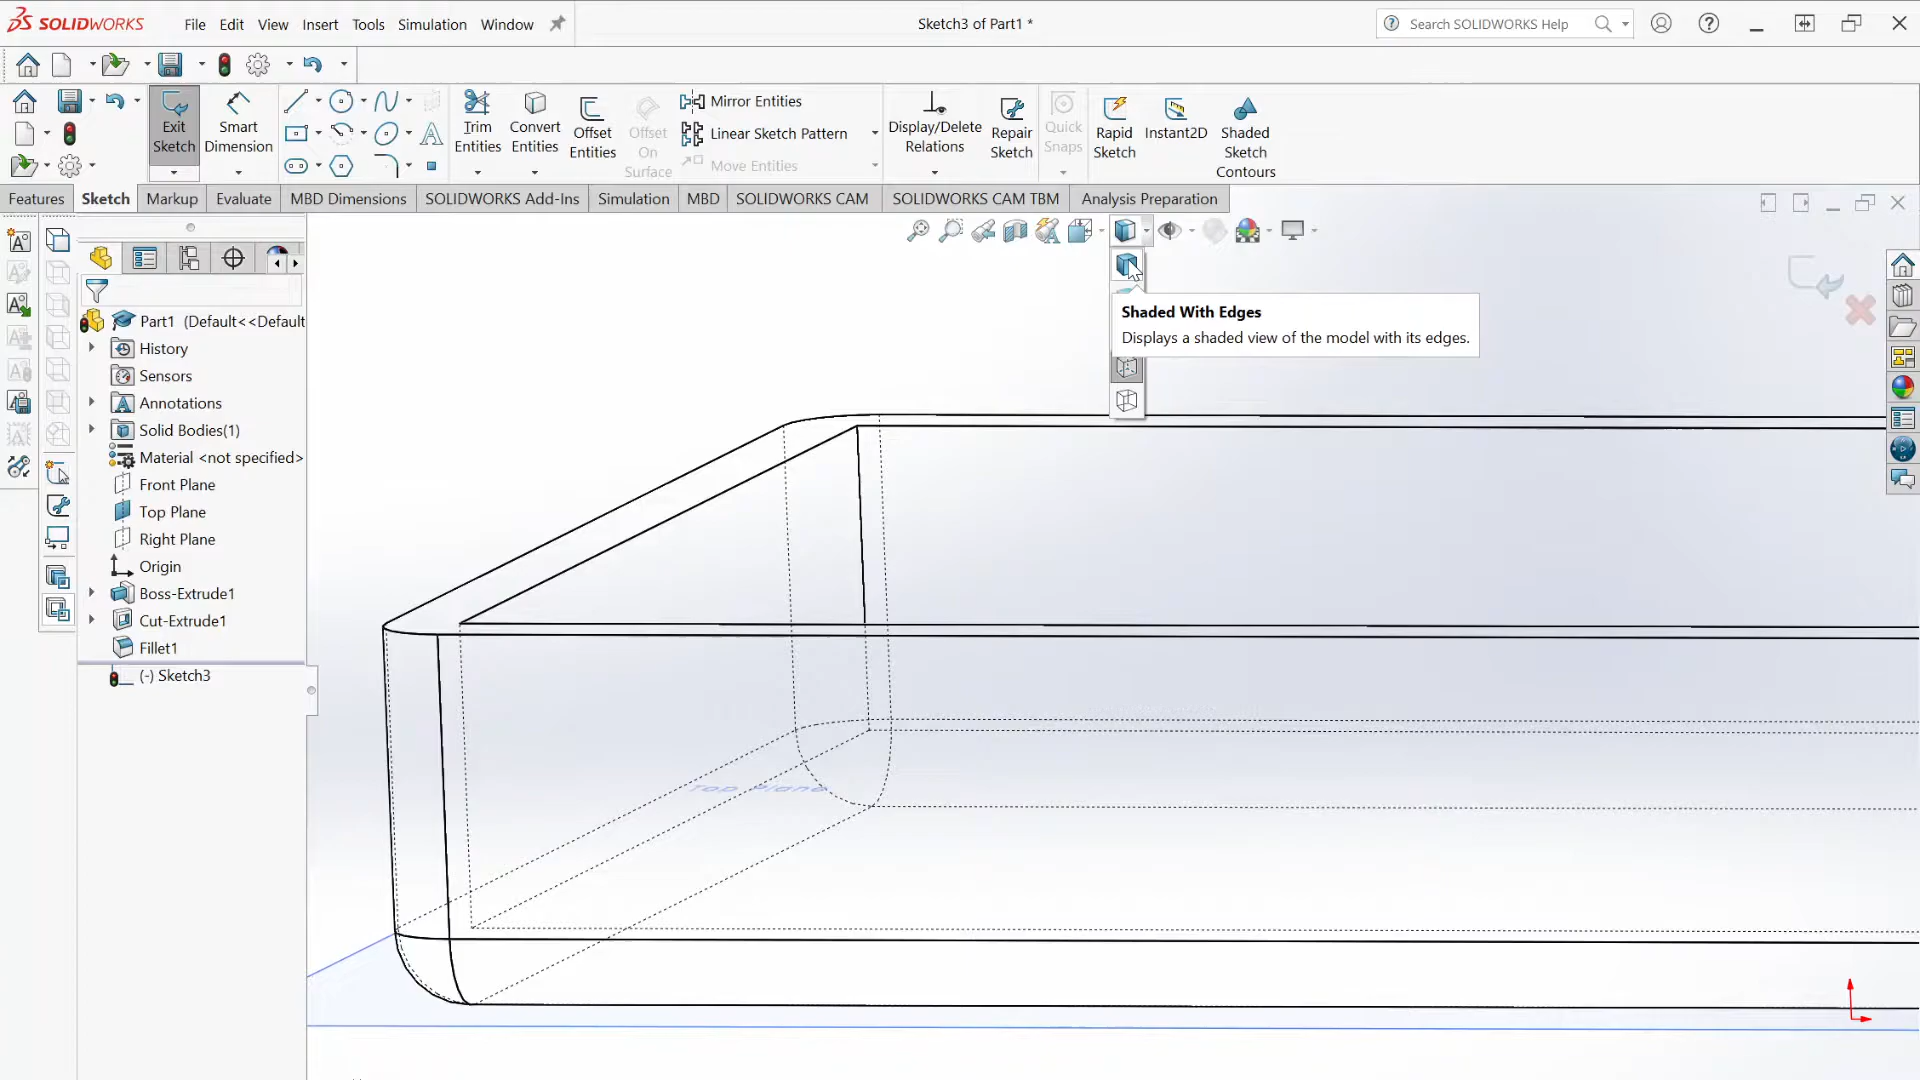 SOLIDWORKS
File Edit View Insert Tools Simulation Window
Sketch3 of Part1 *
Search SOLIDWORKS Help
Exit Sketch
Smart Dimension
Trim Entities
Convert Entities
Offset Entities
Offset On Surface
Mirror Entities
Linear Sketch Pattern
Move Entities
Display/Delete Relations
Repair Sketch
Quick Snaps
Rapid Sketch
Instant2D
Shaded Sketch Contours
Features Sketch Markup Evaluate MBD Dimensions SOLIDWORKS Add-Ins Simulation MBD SOLIDWORKS CAM SOLIDWORKS CAM TBM Analysis Preparation
Part1 (Default<<Default
History
Sensors
Annotations
Solid Bodies(1)
Material <not specified>
Front Plane
Top Plane
Right Plane
Origin
Boss-Extrude1
Cut-Extrude1
Fillet1
(-) Sketch3
Shaded With Edges
Displays a shaded view of the model with its edges.
Top Plane